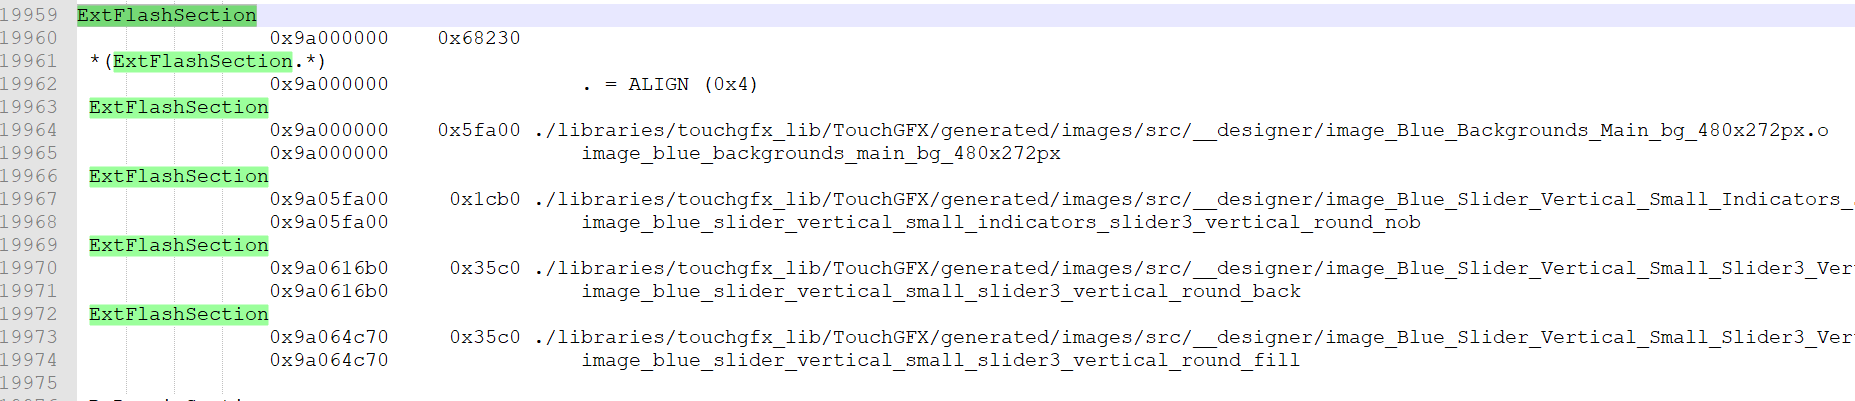 19959 ExtFlashSection
19960 0x9a000000 0x68230
19961 *(ExtFlashSection.*)
19962 0x9a000000 . = ALIGN (0x4)
19963 ExtFlashSection
19964 0x9a000000 0x5fa00 ./libraries/touchgfx_lib/TouchGFX/generated/images/src/__designer/image_Blue_Backgrounds_Main_bg_480x272px.o
19965 0x9a000000 image_blue_backgrounds_main_bg_480x272px
19966 ExtFlashSection
19967 0x9a05fa00 0x1cb0 ./libraries/touchgfx_lib/TouchGFX/generated/images/src/__designer/image_Blue_Slider_Vertical_Small_Indicators_
19968 0x9a05fa00 image_blue_slider_vertical_small_indicators_slider3_vertical_round_nob
19969 ExtFlashSection
19970 0x9a0616b0 0x35c0 ./libraries/touchgfx_lib/TouchGFX/generated/images/src/__designer/image_Blue_Slider_Vertical_Small_Slider3_Ver
19971 0x9a0616b0 image_blue_slider_vertical_small_slider3_vertical_round_back
19972 ExtFlashSection
19973 0x9a064c70 0x35c0 ./libraries/touchgfx_lib/TouchGFX/generated/images/src/__designer/image_Blue_Slider_Vertical_Small_Slider3_Ver
19974 0x9a064c70 image_blue_slider_vertical_small_slider3_vertical_round_fill
19975